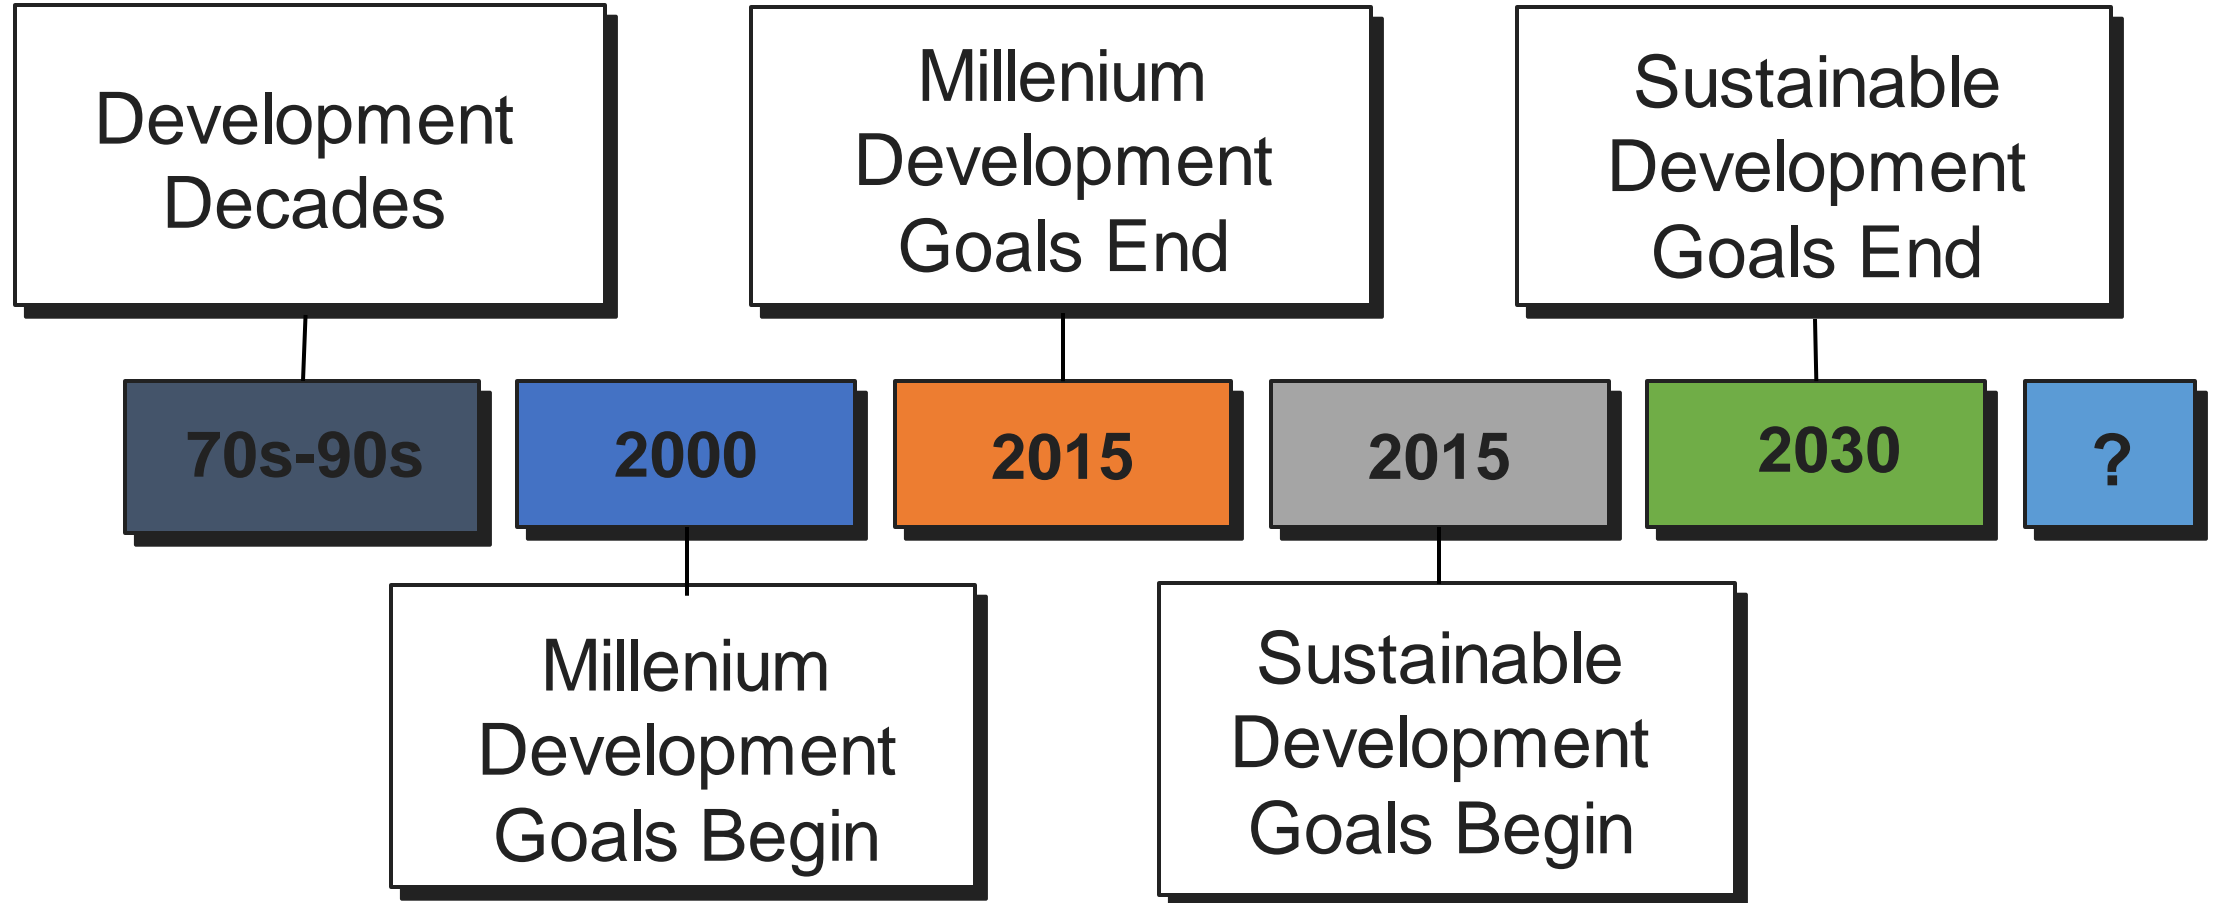 Development
Decades
Millenium
Development
Goals End
Sustainable
Development
Goals End
70s-90s
2000
2015
2015
2030
?
Millenium
Development
Goals Begin
Sustainable
Development
Goals Begin